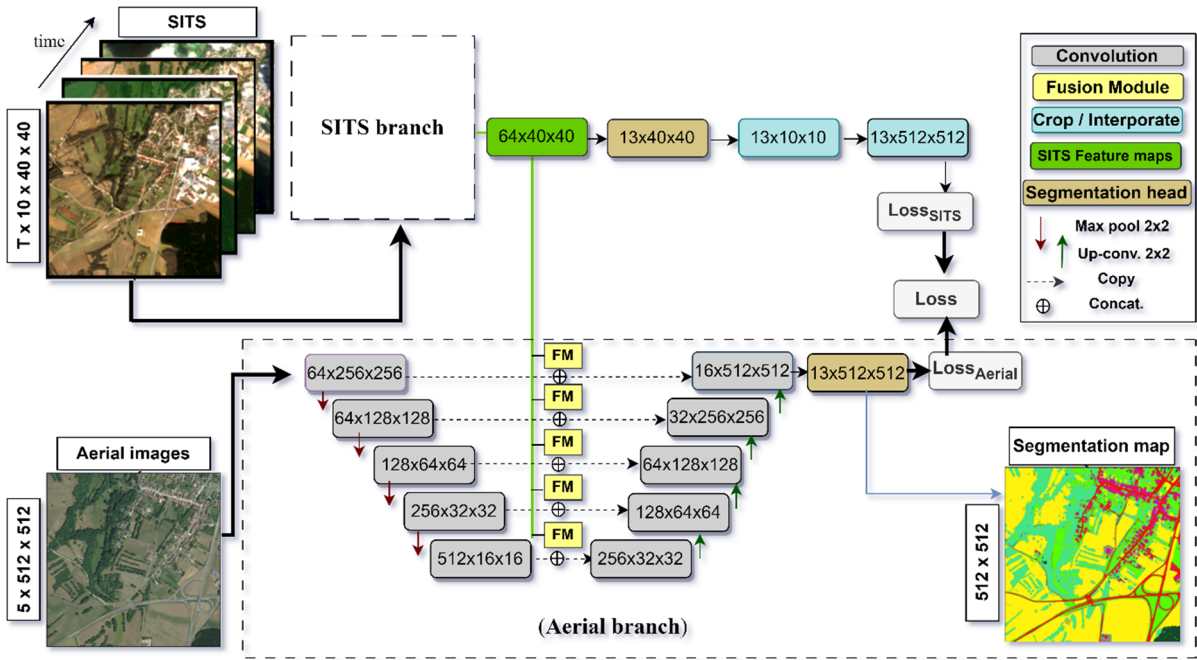 SITS
time
T x 10 x 40 x 40
SITS branch
64x40x40
13x40x40
13x10x10
13x512x512
Loss_SITS
Loss
Convolution
Fusion Module
Crop / Interporate
SITS Feature maps
Segmentation head
Max pool 2x2
Up-conv. 2x2
Copy
Concat.
FM
64x256x256
16x512x512
13x512x512
Loss_Aerial
FM
64x128x128
32x256x256
FM
128x64x64
64x128x128
FM
256x32x32
128x64x64
FM
512x16x16
256x32x32
Aerial images
5 x 512 x 512
Segmentation map
512 x 512
(Aerial branch)